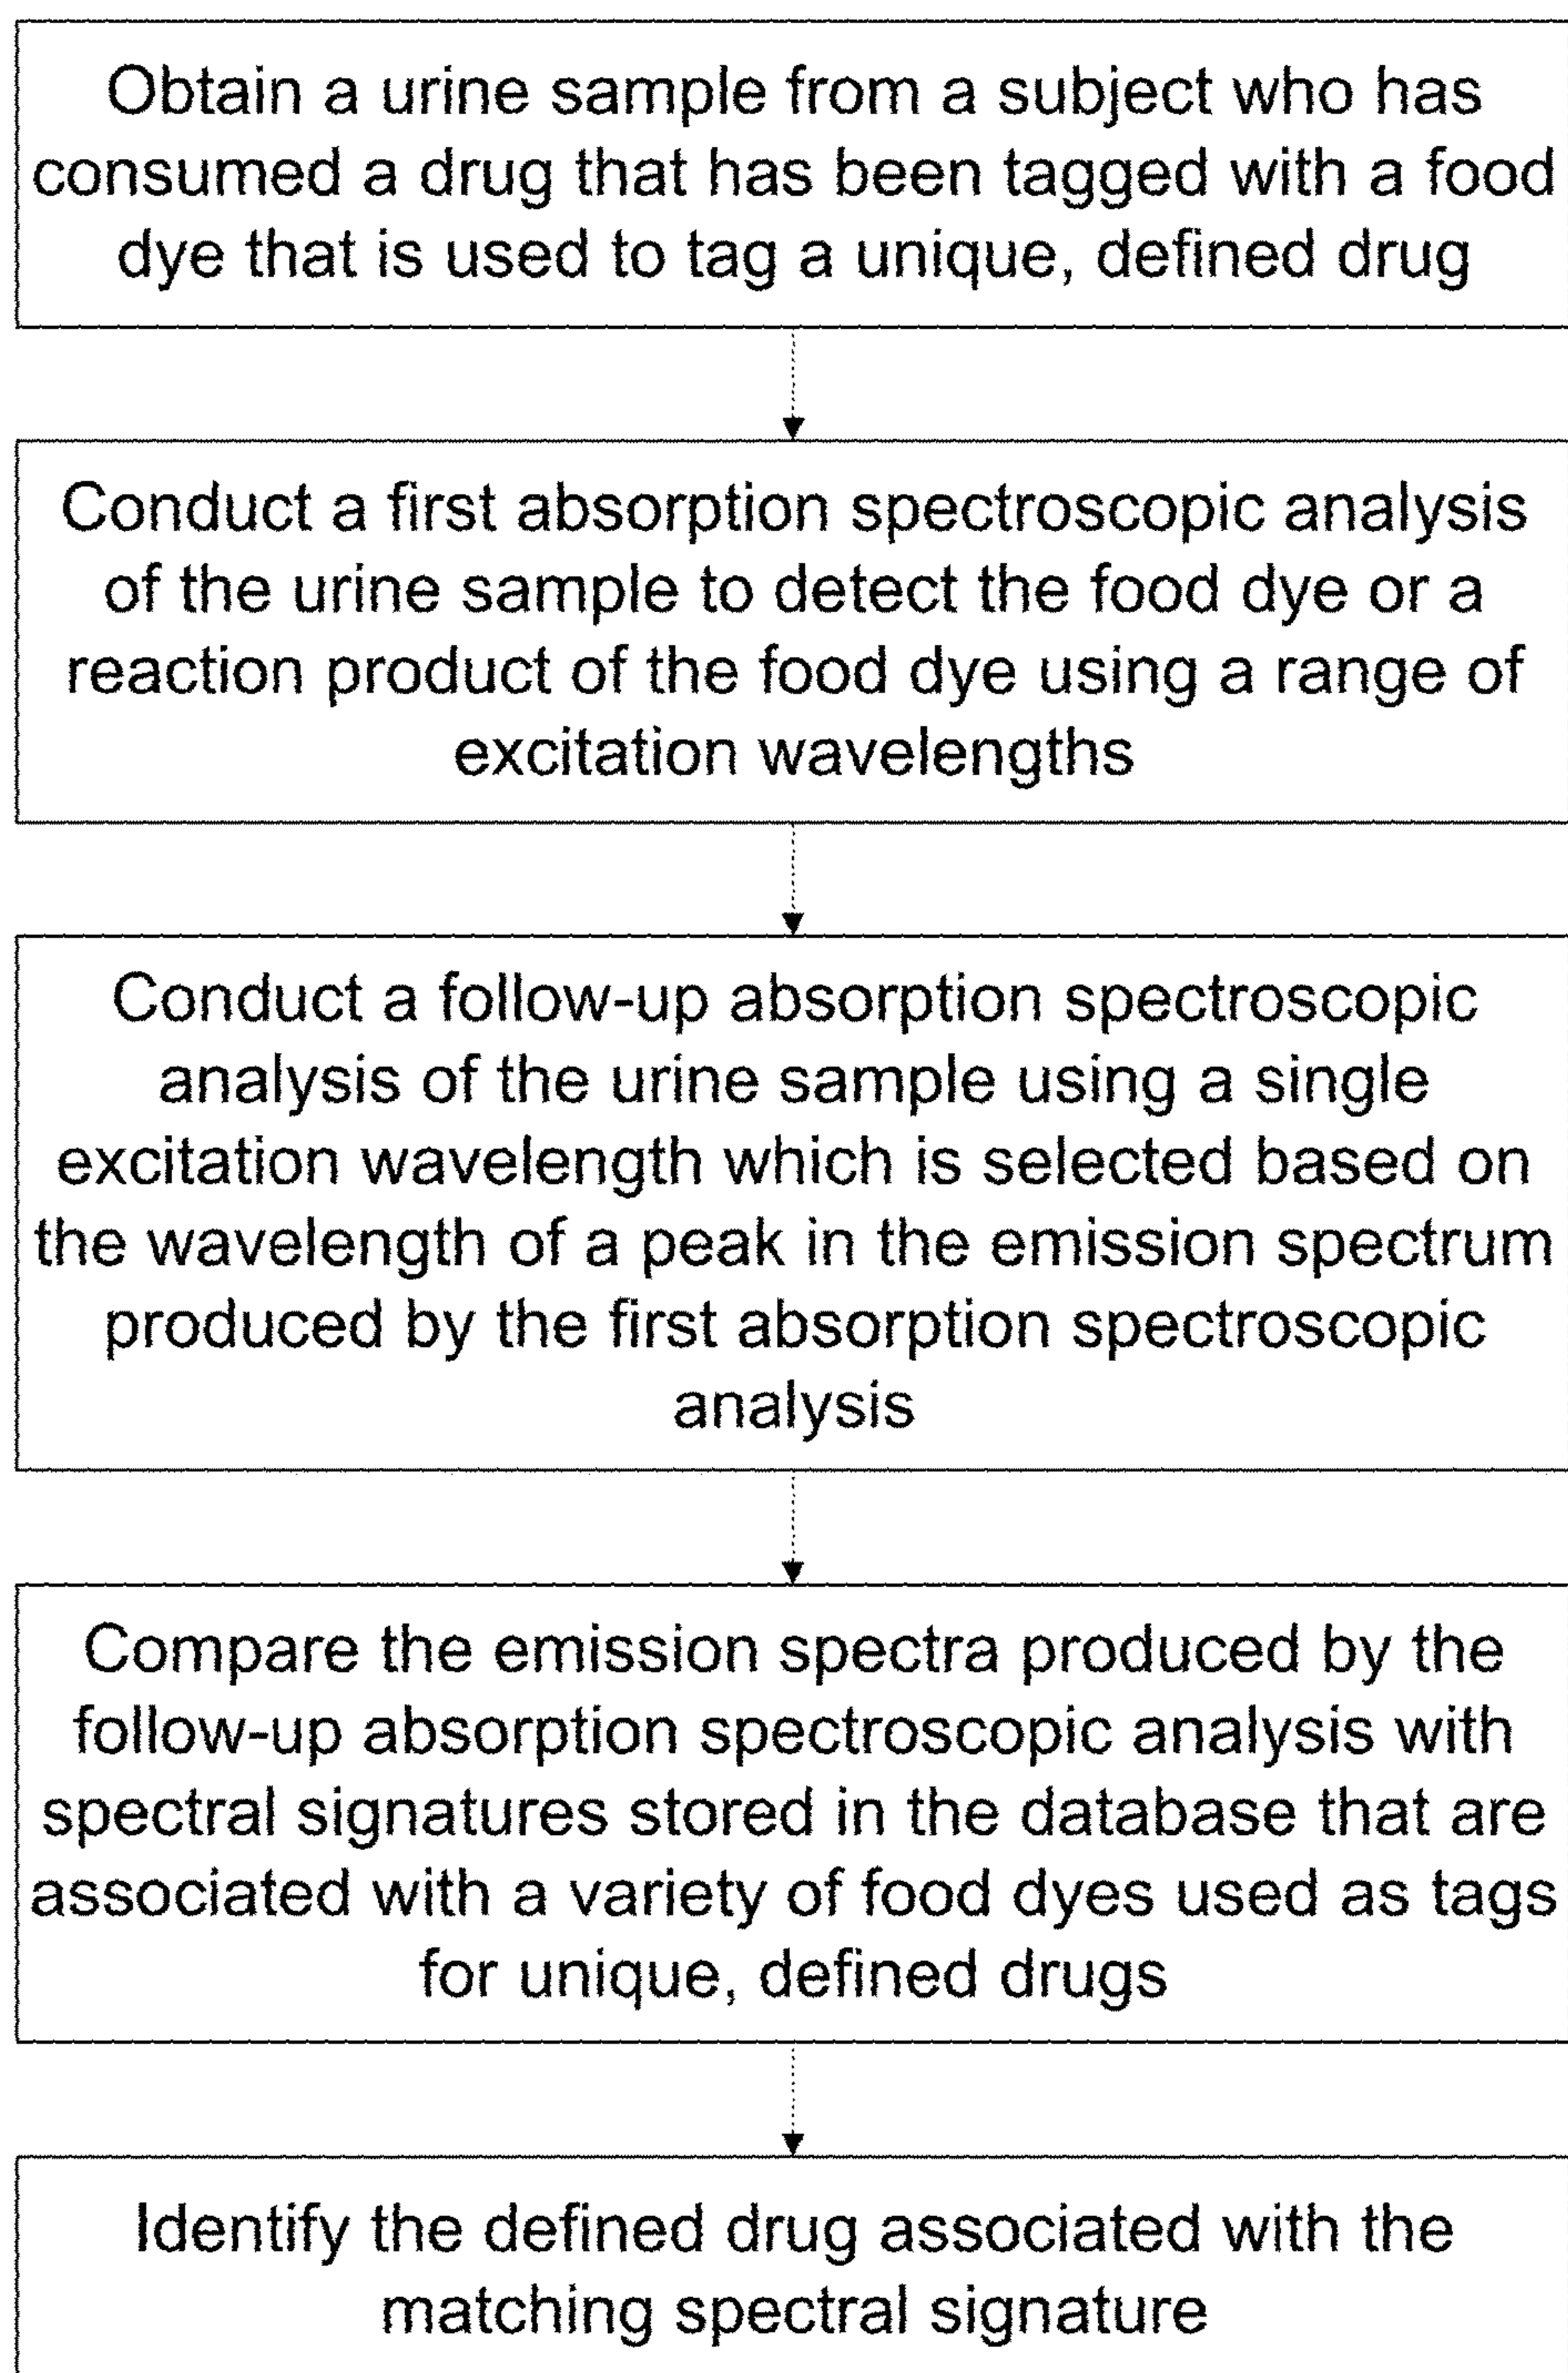 Obtain a urine sample from a subject who has
consumed a drug that has been tagged with a food
dye that is used to tag a unique, defined drug
Conduct a first absorption spectroscopic analysis
of the urine sample to detect the food dye or a
reaction product of the food dye using a range of
excitation wavelengths
Conduct a follow-up absorption spectroscopic
analysis of the urine sample using a single
excitation wavelength which is selected based on
the wavelength of a peak in the emission spectrum
produced by the first absorption spectroscopic
analysis
Compare the emission spectra produced by the
follow-up absorption spectroscopic analysis with
spectral signatures stored in the database that are
associated with a variety of food dyes used as tags
for unique, defined drugs
Identify the defined drug associated with the
matching spectral signature